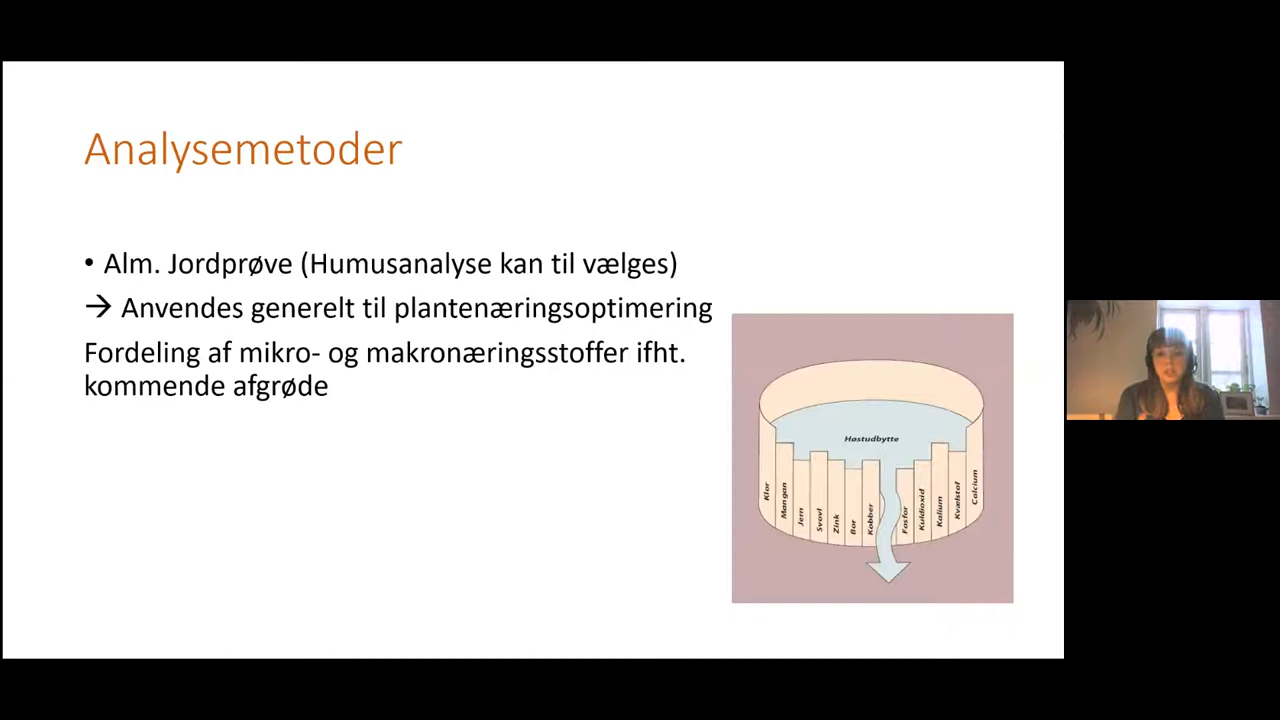 Analysemetoder
• Alm. Jordprøve (Humusanalyse kan til vælges)
→ Anvendes generelt til plantenæringsoptimering
Fordeling af mikro- og makronæringsstoffer ifht.
kommende afgrøde
Høstudbytte
Klor
Mangan
Jern
Svovl
Zink
Bor
Kobber
Fosfor
Kuldioxid
Kalium
Kvælstof
Calcium